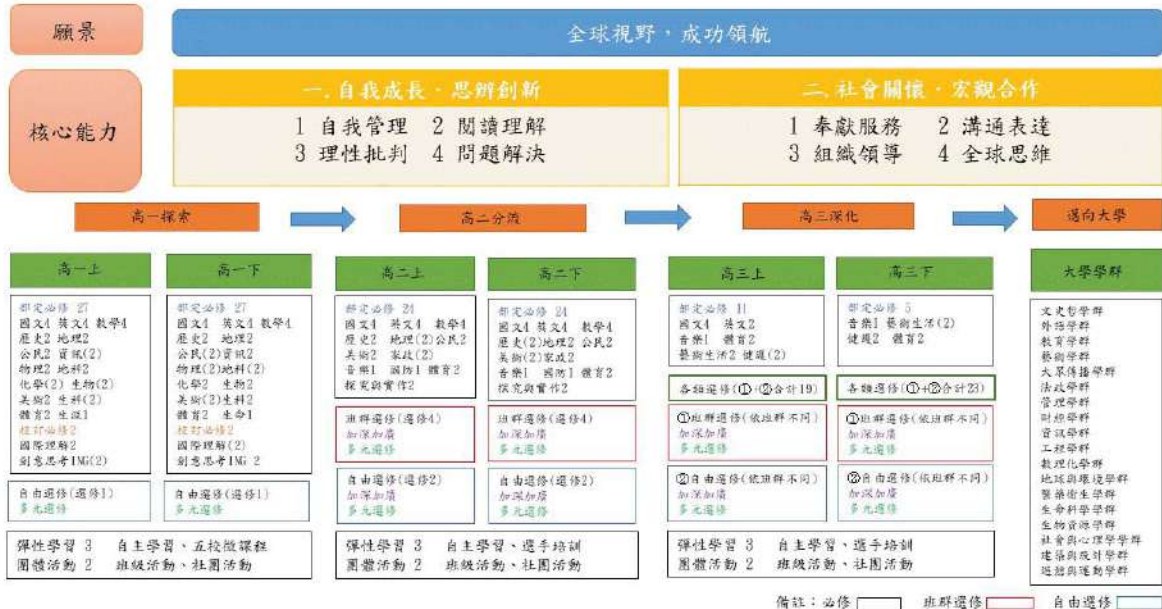 願景
全球視野，成功領航
核心能力
一.自我成長‧思辨創新
1 自我管理 2 閱讀理解
3 理性批判 4 問題解決
二.社會關懷‧宏觀合作
1 奉獻服務 2 溝通表達
3 組織領導 4 全球思維
高一探索
高二分流
高三深化
邁向大學
高一上
部定必修 27
國文4 英文4 數學4
歷史2 地理2
公民2 資訊(2)
物理2 地科2
化學(2) 生物(2)
美術2 生科(2)
體育2 生涯1
校訂必修2
國際理解2
創意思考ING(2)
自由選修(選修1)
多元選修
高一下
部定必修 27
國文4 英文4 數學4
歷史2 地理2
公民(2)資訊2
物理(2)地科(2)
化學2 生物2
美術(2)生科2
體育2 生命1
校訂必修2
國際理解(2)
創意思考ING 2
自由選修(選修1)
多元選修
彈性學習 3 自主學習、五校微課程
團體活動 2 班級活動、社團活動
高二上
部定必修 24
國文4 英文4 數學4
歷史2 地理(2)公民2
美術2 家政(2)
音樂1 國防1 體育2
探究與實作2
班群選修(選修4)
加深加廣
多元選修
自由選修(選修2)
加深加廣
多元選修
高二下
部定必修 24
國文4 英文4 數學4
歷史(2)地理2 公民2
美術(2)家政2
音樂1 國防1 體育2
探究與實作2
班群選修(選修4)
加深加廣
多元選修
自由選修(選修2)
加深加廣
多元選修
彈性學習 3 自主學習、選手培訓
團體活動 2 班級活動、社團活動
高三上
部定必修 11
國文4 英文2
音樂1 體育2
藝術生活2 健護(2)
各類選修(①+②合計19)
①班群選修(依班群不同)
加深加廣
多元選修
②自由選修(依班群不同)
加深加廣
多元選修
高三下
部定必修 5
音樂1 藝術生活(2)
健護2 體育2
各類選修(①+②合計23)
①班群選修(依班群不同)
加深加廣
多元選修
②自由選修(依班群不同)
加深加廣
多元選修
彈性學習 3 自主學習、選手培訓
團體活動 2 班級活動、社團活動
大學學群
文史哲學群
外語學群
教育學群
藝術學群
大眾傳播學群
法政學群
管理學群
財經學群
資訊學群
工程學群
數理化學群
地球與環境學群
醫藥衛生學群
生命科學學群
生物資源學群
社會與心理學學群
建築與設計學群
遊憩與運動學群
備註：必修 班群選修 自由選修